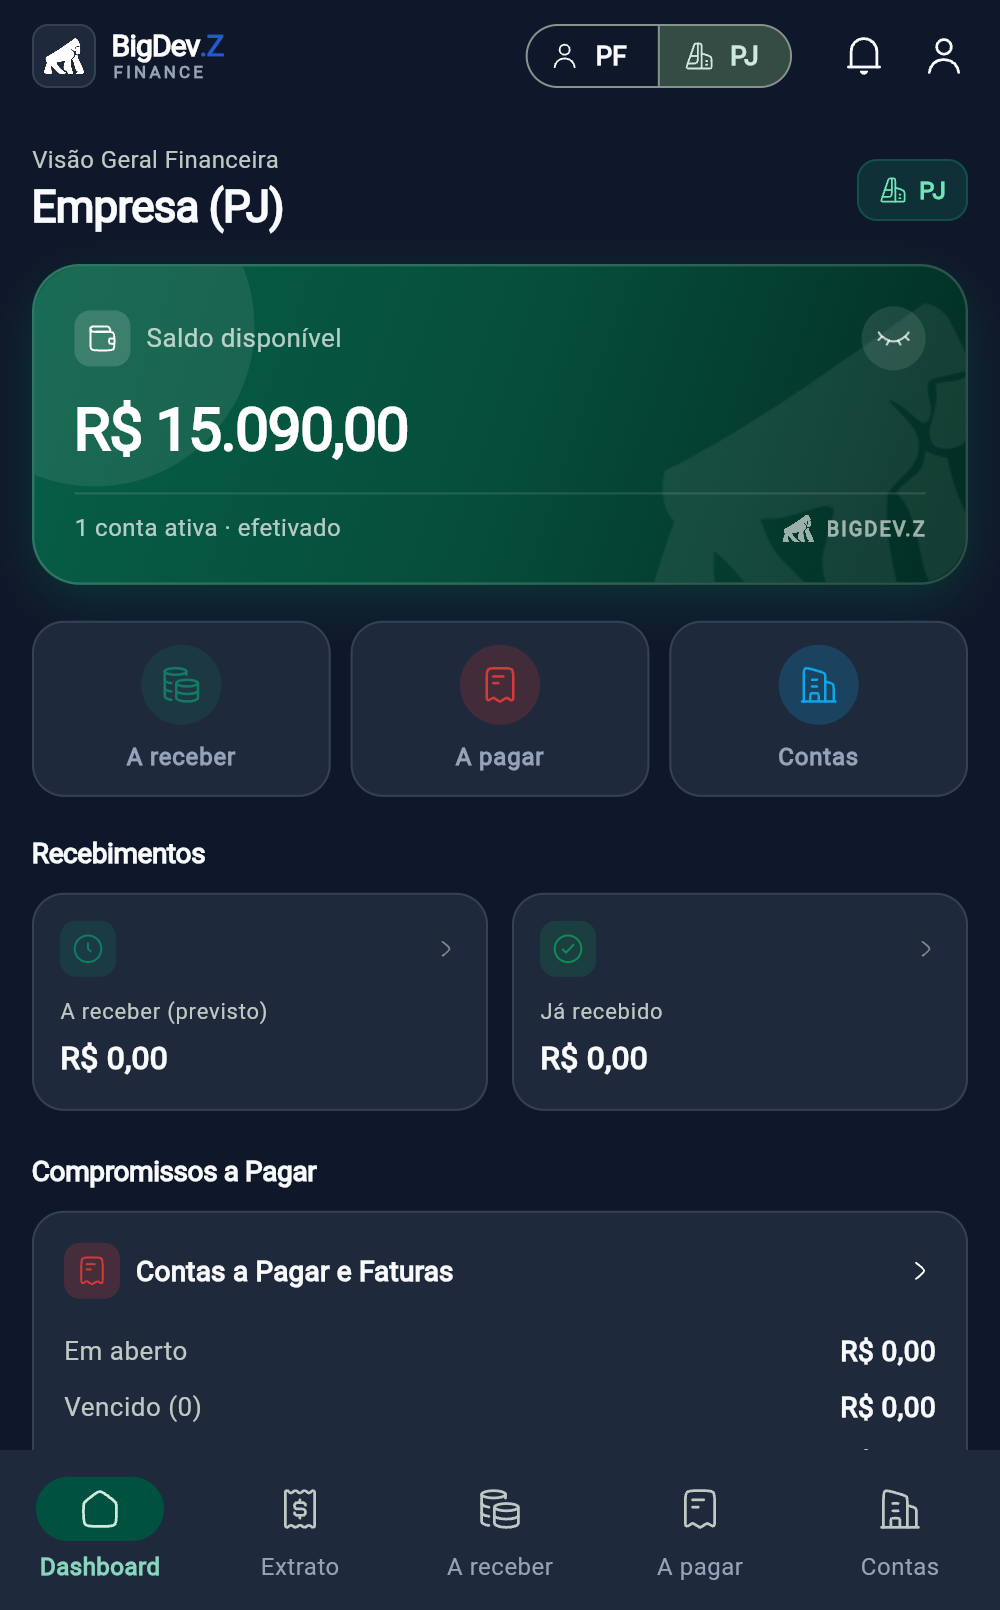 BigDev.Z
FINANCE
PF
PJ
Visão Geral Financeira
Empresa (PJ)
PJ
Saldo disponível
R$ 15.090,00
1 conta ativa · efetivado
BIGDEV.Z
A receber
A pagar
Contas
Recebimentos
A receber (previsto)
R$ 0,00
Já recebido
R$ 0,00
Compromissos a Pagar
Contas a Pagar e Faturas
Em aberto
R$ 0,00
Vencido (0)
R$ 0,00
Dashboard
Extrato
A receber
A pagar
Contas